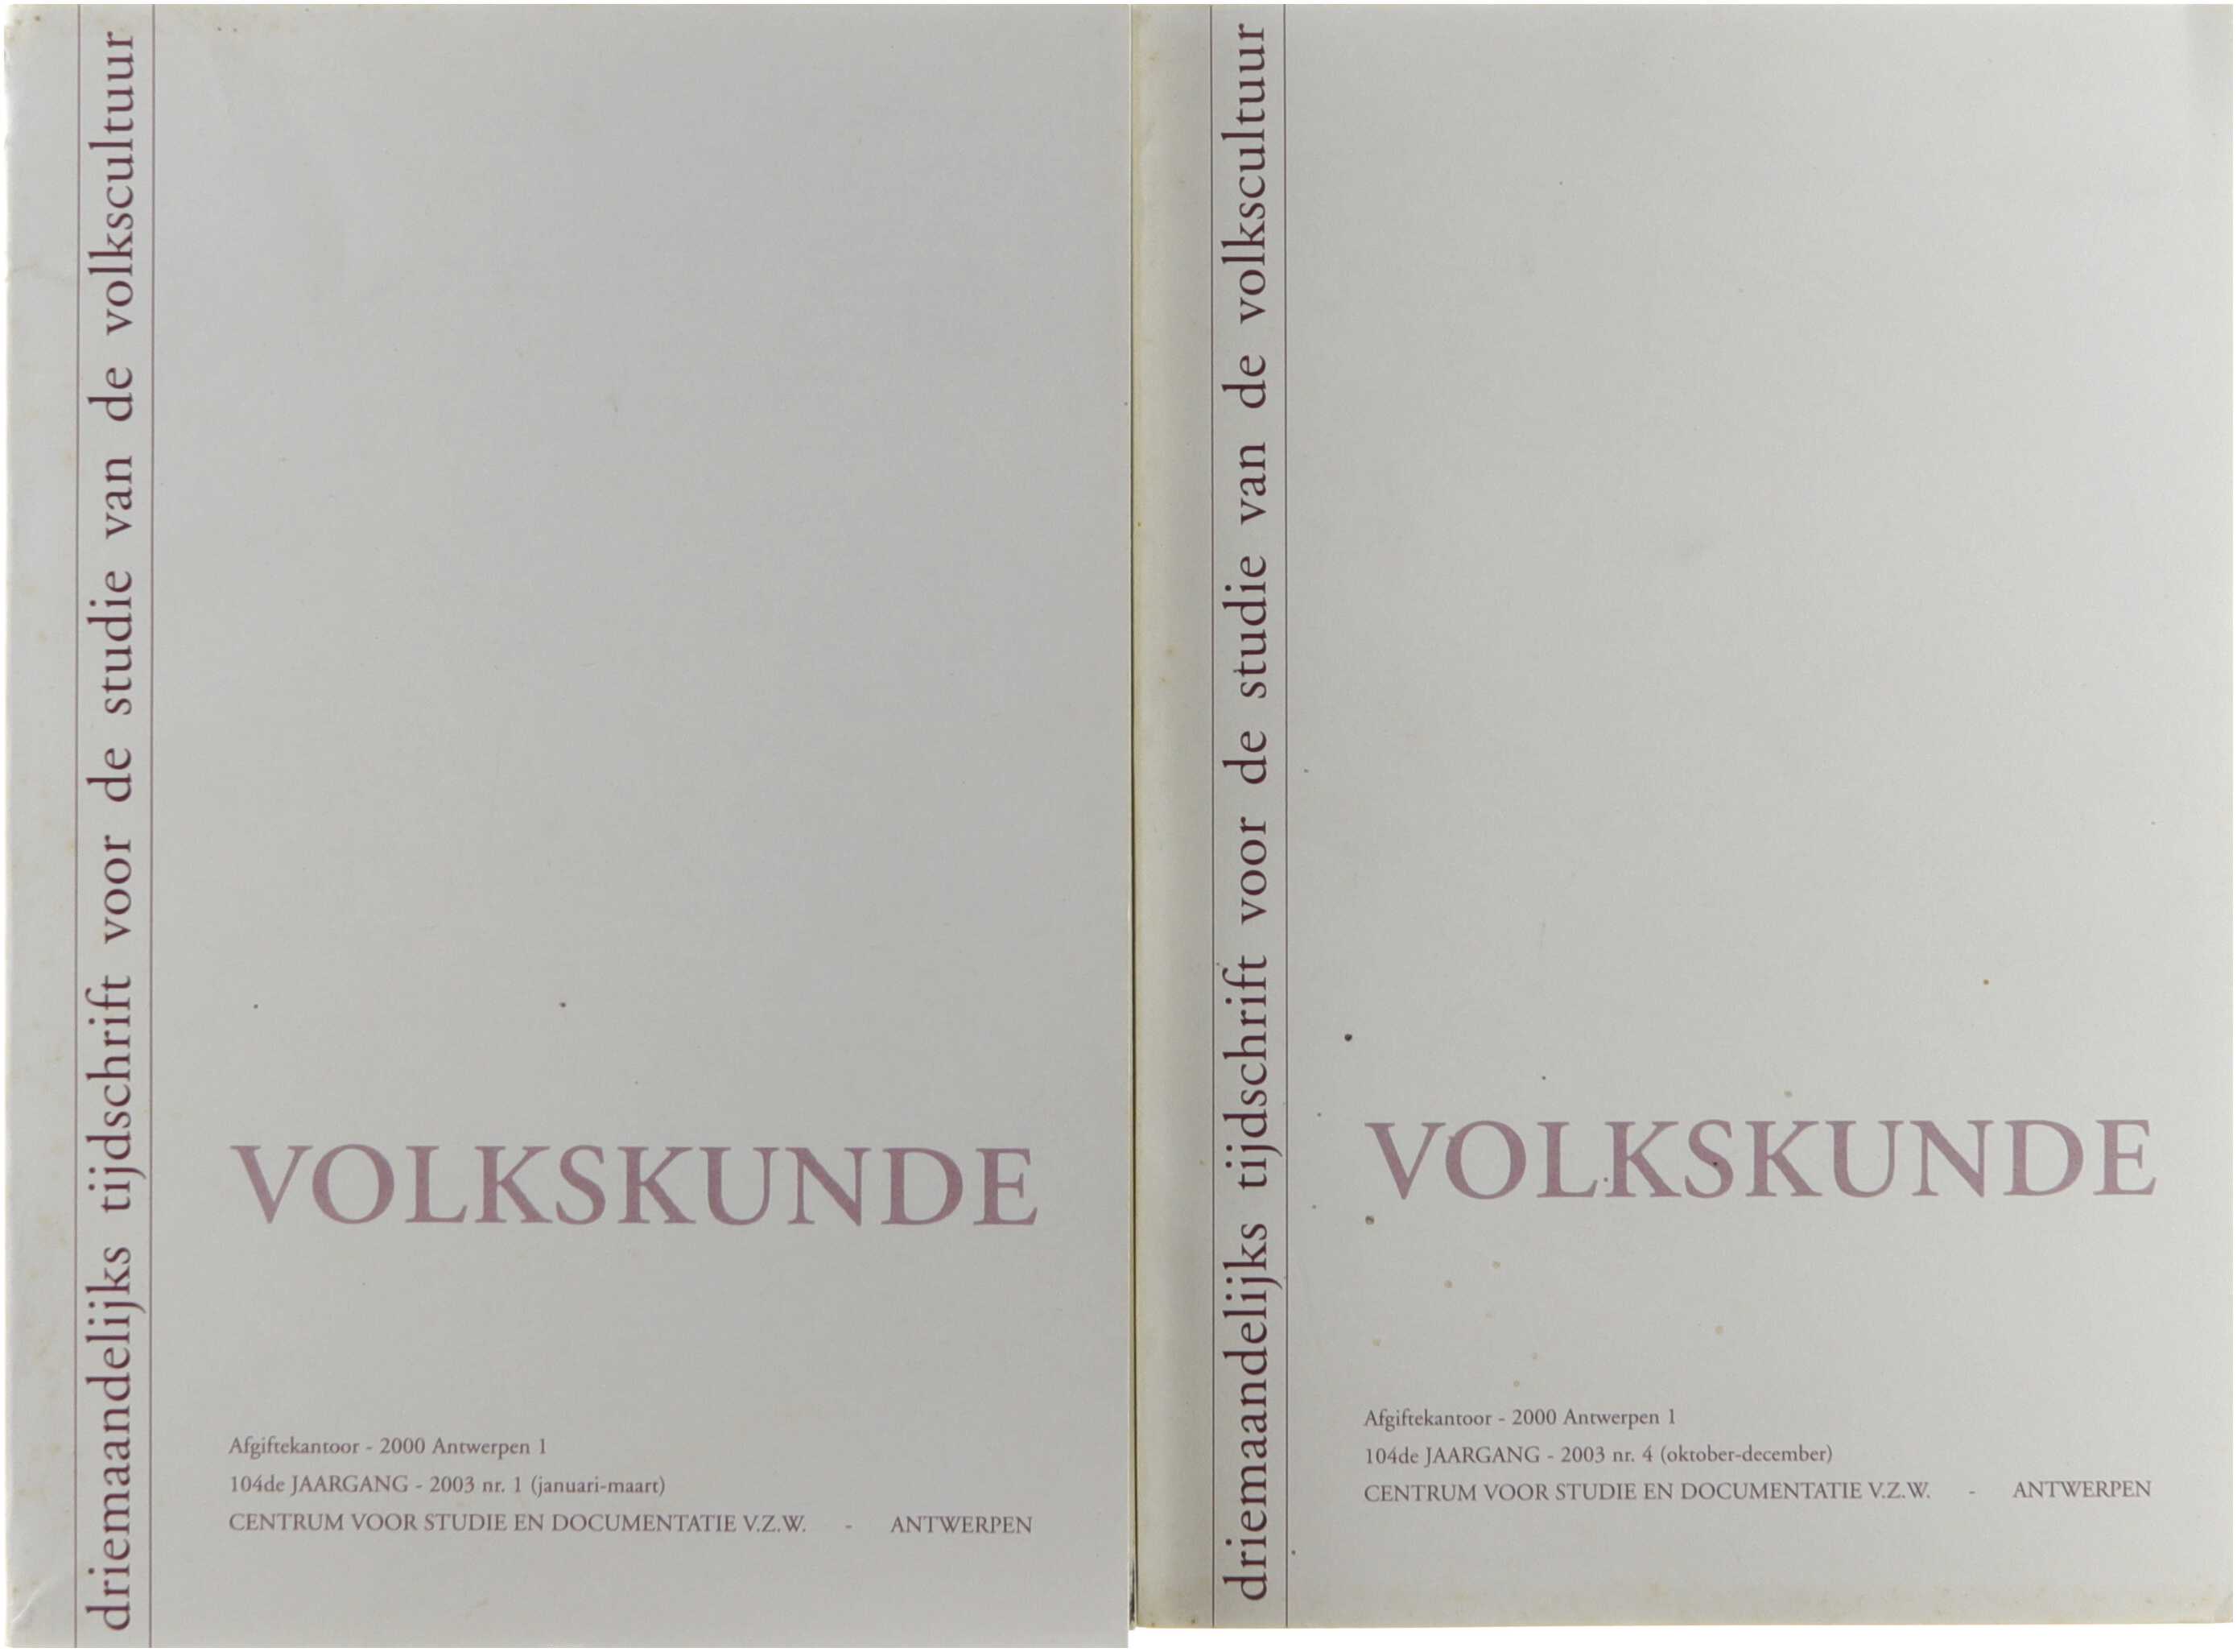 driemaandelijks tijdschrift voor de studie van de volkscultuur
VOLKSKUNDE
Afgiftekantoor - 2000 Antwerpen 1
104de JAARGANG - 2003 nr. 1 (januari-maart)
CENTRUM VOOR STUDIE EN DOCUMENTATIE V.Z.W. - ANTWERPEN
driemaandelijks tijdschrift voor de studie van de volkscultuur
VOLKSKUNDE
Afgiftekantoor - 2000 Antwerpen 1
104de JAARGANG - 2003 nr. 4 (oktober-december)
CENTRUM VOOR STUDIE EN DOCUMENTATIE V.Z.W. - ANTWERPEN